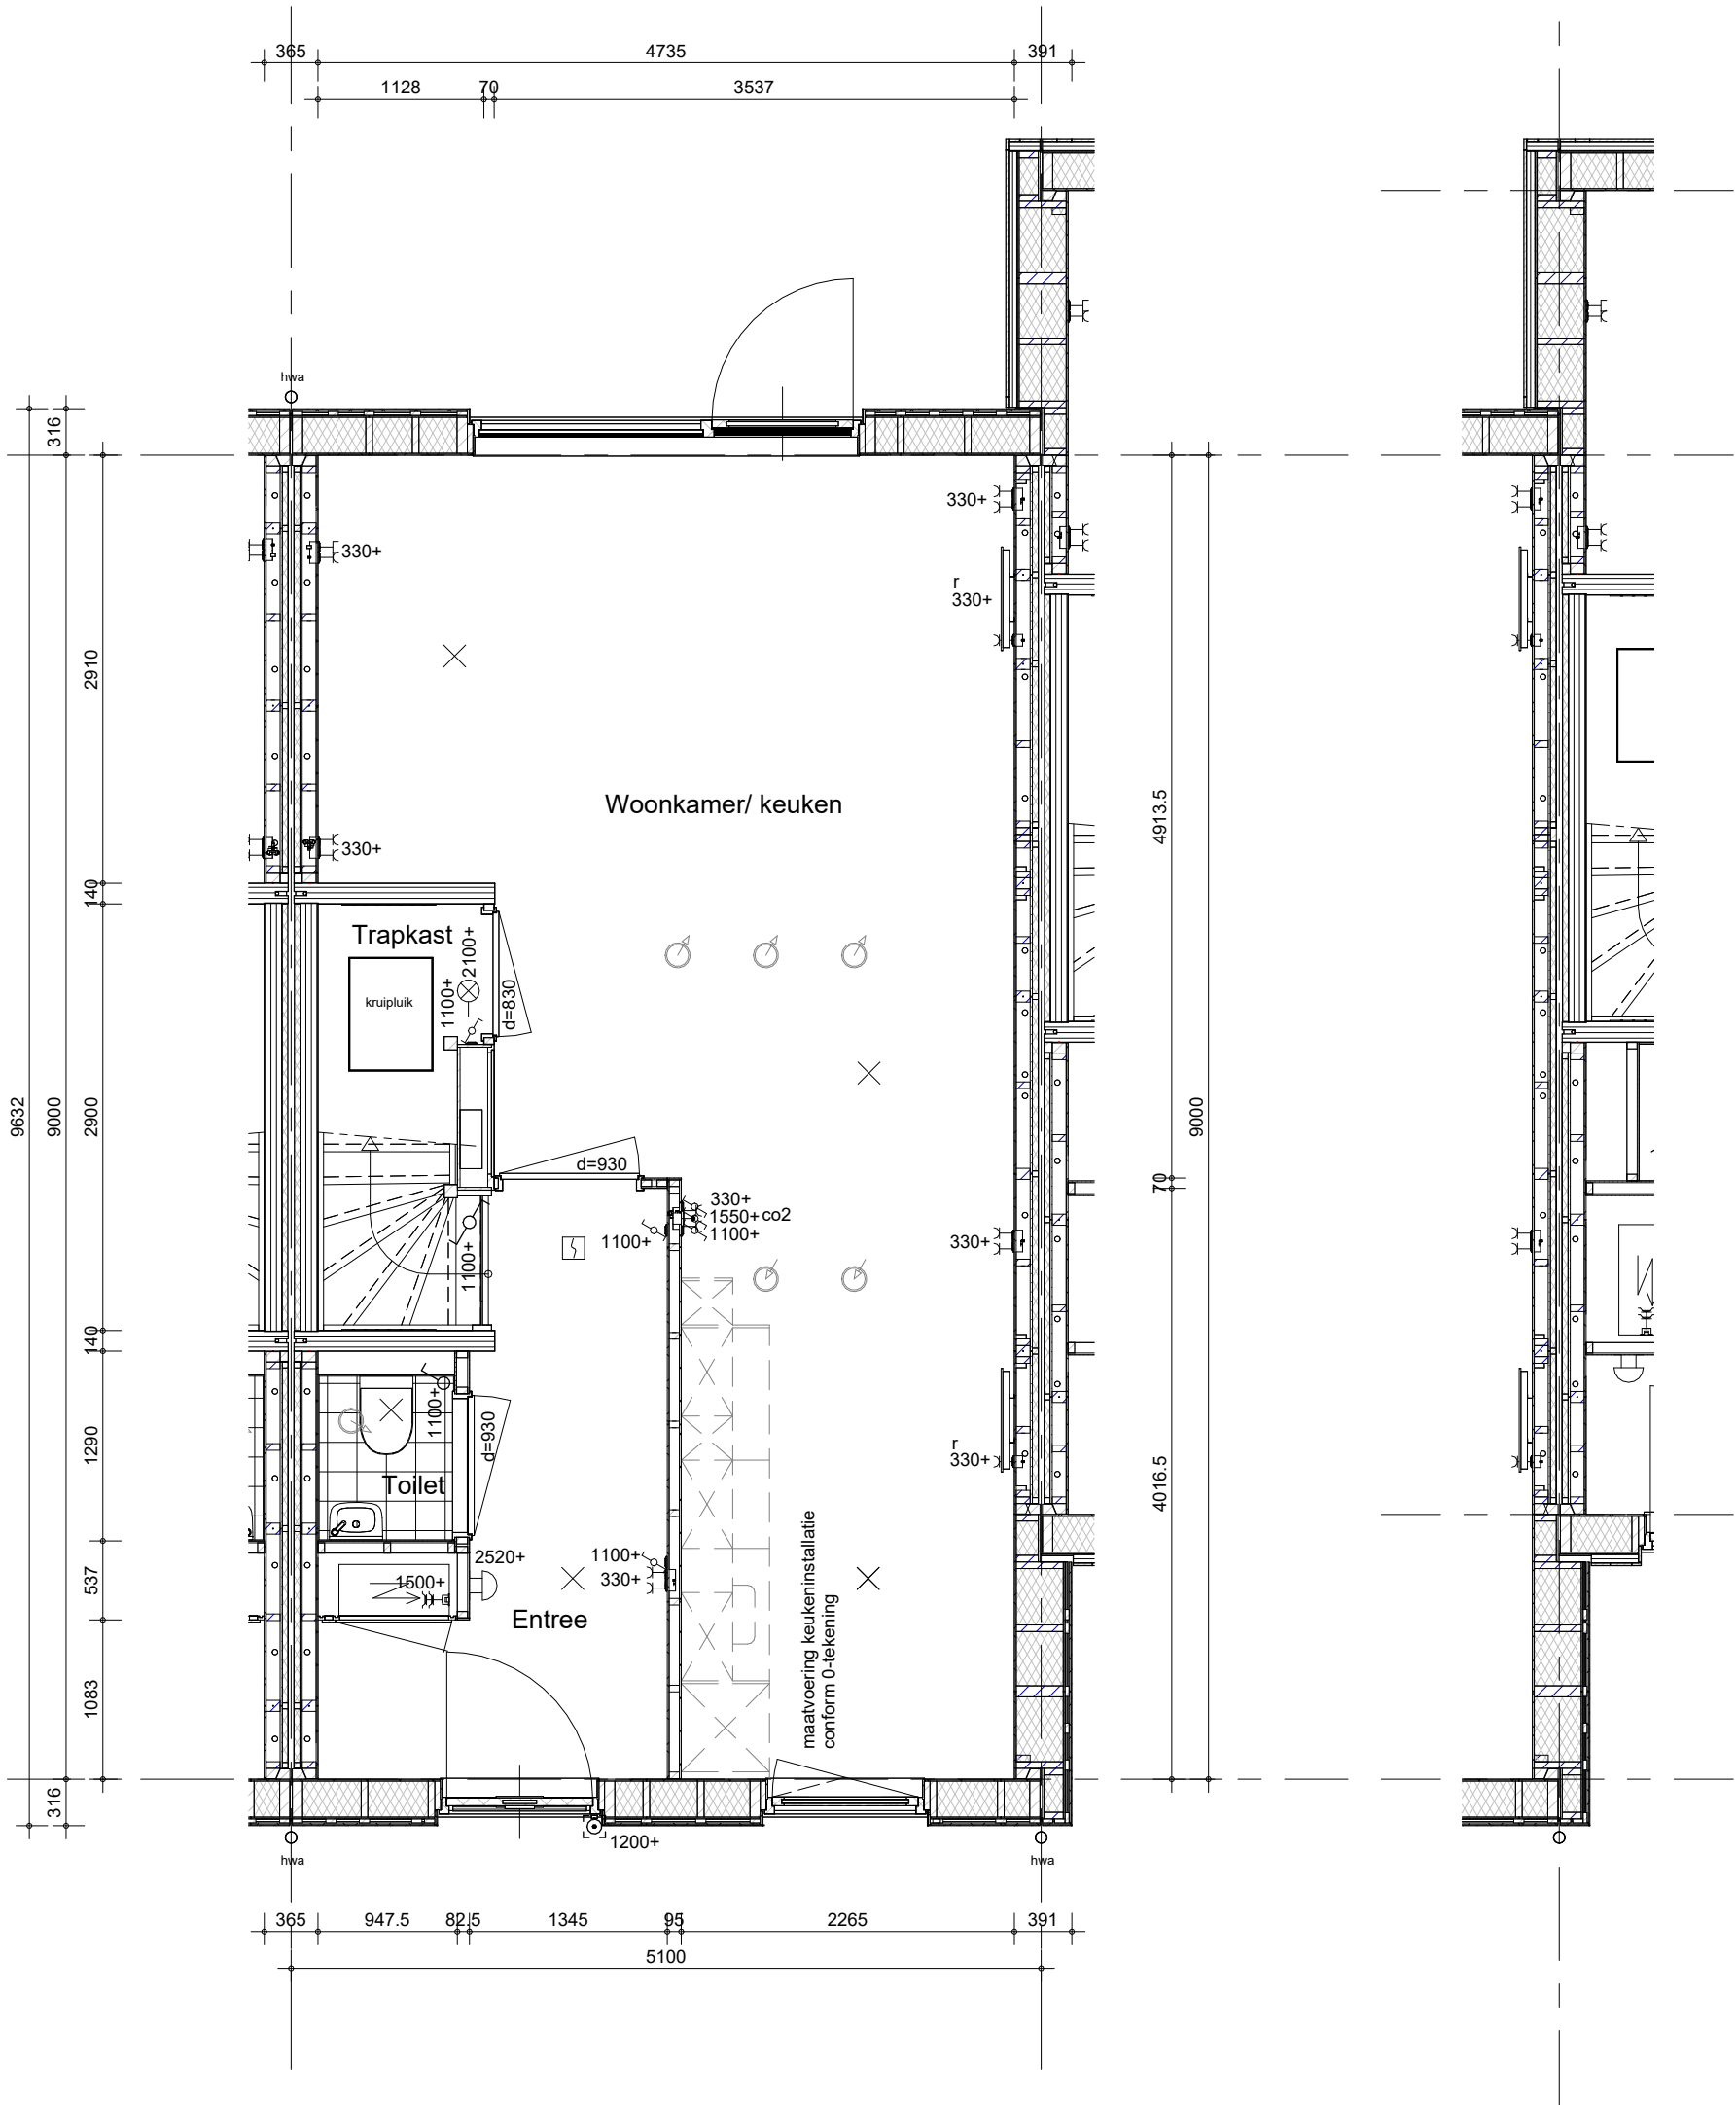 365
4735
391
1128
70
3537
hwa
316
330+
330+
r
330+
2910
9632
9000
Woonkamer/ keuken
4913.5
330+
140
Trapkast
2100+
1100+
kruipluik
d=830
2900
9000
d=930
70
330+
1550+ co2
1100+
1100+
330+
1100+
140
1290
1100+
d=930
r
330+
Toilet
4016.5
maatvoering keukeninstallatie
conform 0-tekening
2520+
1100+
330+
537
1500+
Entree
1083
316
1200+
hwa
hwa
365
947.5
82.5
1345
95
2265
391
5100